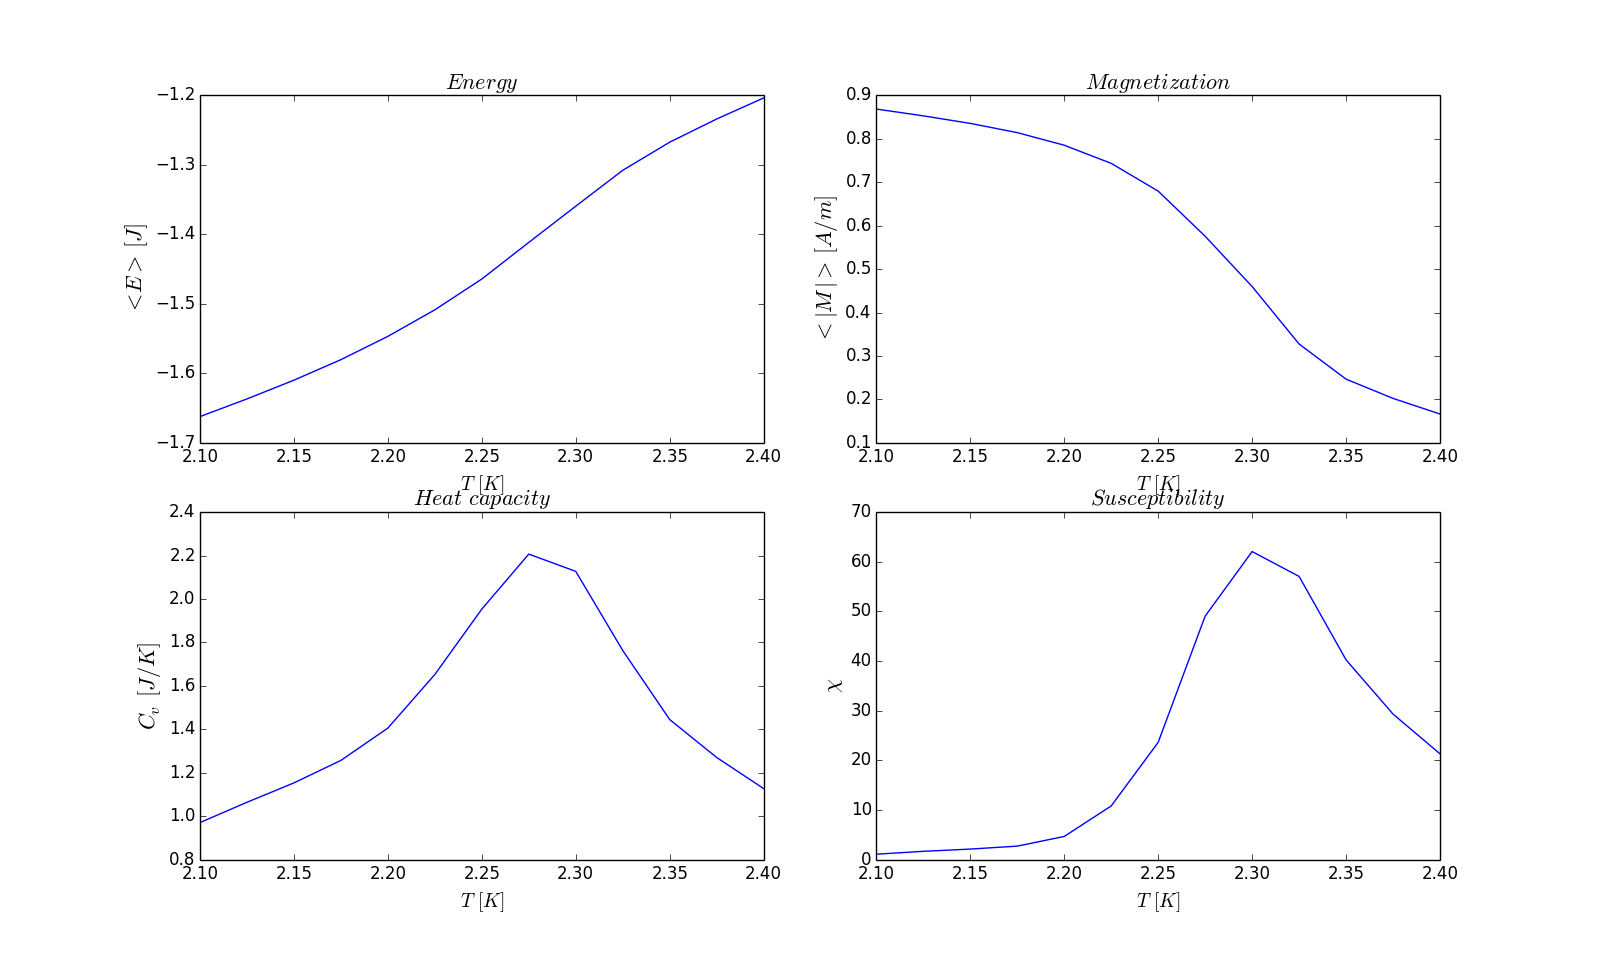 Energy
−1.2
−1.3
−1.4
−1.5
−1.6
−1.7
< E > [J]
2.10 2.15 2.20 2.25 2.30 2.35 2.40
T [K]
Magnetization
0.9
0.8
0.7
0.6
0.5
0.4
0.3
0.2
0.1
< |M| > [A/m]
2.10 2.15 2.20 2.25 2.30 2.35 2.40
T [K]
Heat capacity
2.4
2.2
2.0
1.8
1.6
1.4
1.2
1.0
0.8
C_v [J/K]
2.10 2.15 2.20 2.25 2.30 2.35 2.40
T [K]
Susceptibility
70
60
50
40
30
20
10
0
χ
2.10 2.15 2.20 2.25 2.30 2.35 2.40
T [K]